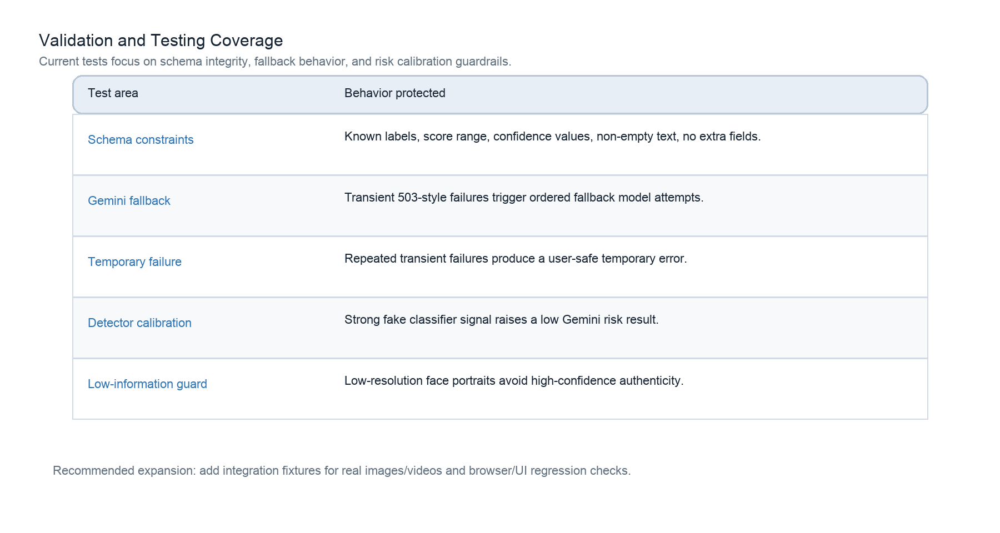 Validation and Testing Coverage
Current tests focus on schema integrity, fallback behavior, and risk calibration guardrails.
Test area Behavior protected
Schema constraints Known labels, score range, confidence values, non-empty text, no extra fields.
Gemini fallback Transient 503-style failures trigger ordered fallback model attempts.
Temporary failure Repeated transient failures produce a user-safe temporary error.
Detector calibration Strong fake classifier signal raises a low Gemini risk result.
Low-information guard Low-resolution face portraits avoid high-confidence authenticity.
Recommended expansion: add integration fixtures for real images/videos and browser/UI regression checks.